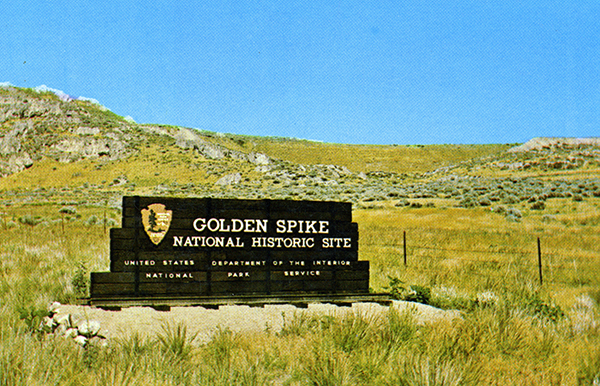 GOLDEN SPIKE
NATIONAL HISTORIC SITE
UNITED STATES DEPARTMENT OF THE INTERIOR
NATIONAL PARK SERVICE